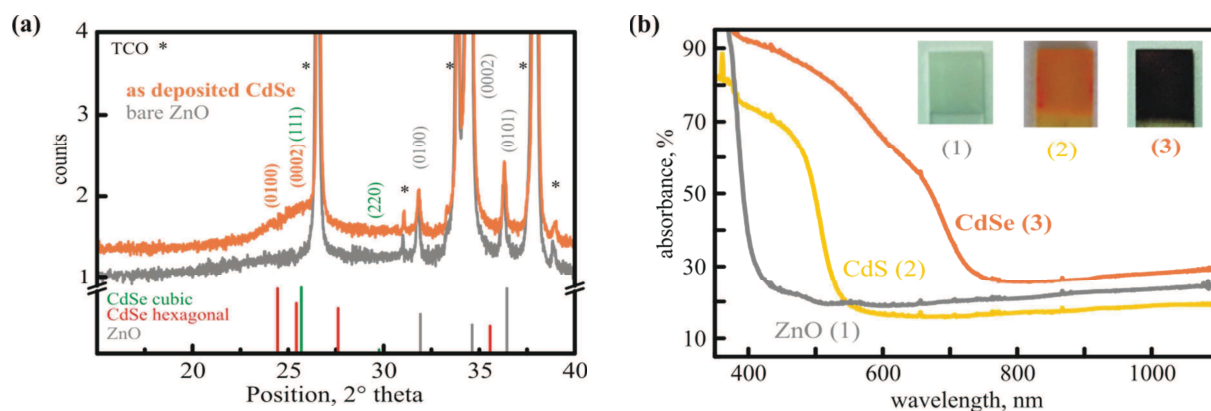 (a)
4
3
2
1
counts
TCO *
as deposited CdSe
bare ZnO
(0100)
(0002)
(111)
(220)
*
*
(0100)
*
(0002)
(0101)
*
*
CdSe cubic
CdSe hexagonal
ZnO
20 25 30 35 40
Position, 2° theta
(b)
90
70
50
30
10
absorbance, %
(1) (2) (3)
CdSe (3)
CdS (2)
ZnO (1)
400 600 800 1000
wavelength, nm